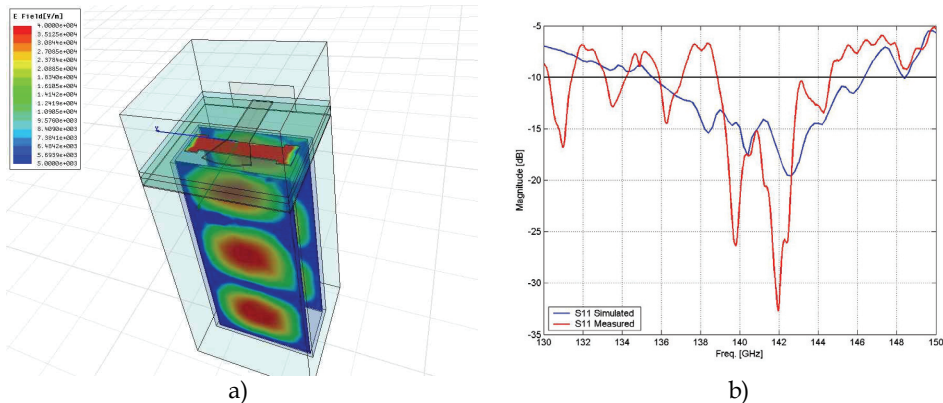 E Field[V/m]
4.0000e+004
3.5125e+004
3.0844e+004
2.7085e+004
2.3784e+004
2.0885e+004
1.8340e+004
1.6105e+004
1.4142e+004
1.2419e+004
1.0905e+004
9.5760e+003
8.4090e+003
7.3841e+003
6.4842e+003
5.6939e+003
5.0000e+003
a)
-5
-10
-15
-20
-25
-30
-35
Magnitude [dB]
S11 Simulated
S11 Measured
130 132 134 136 138 140 142 144 146 148 150
Freq. [GHz]
b)